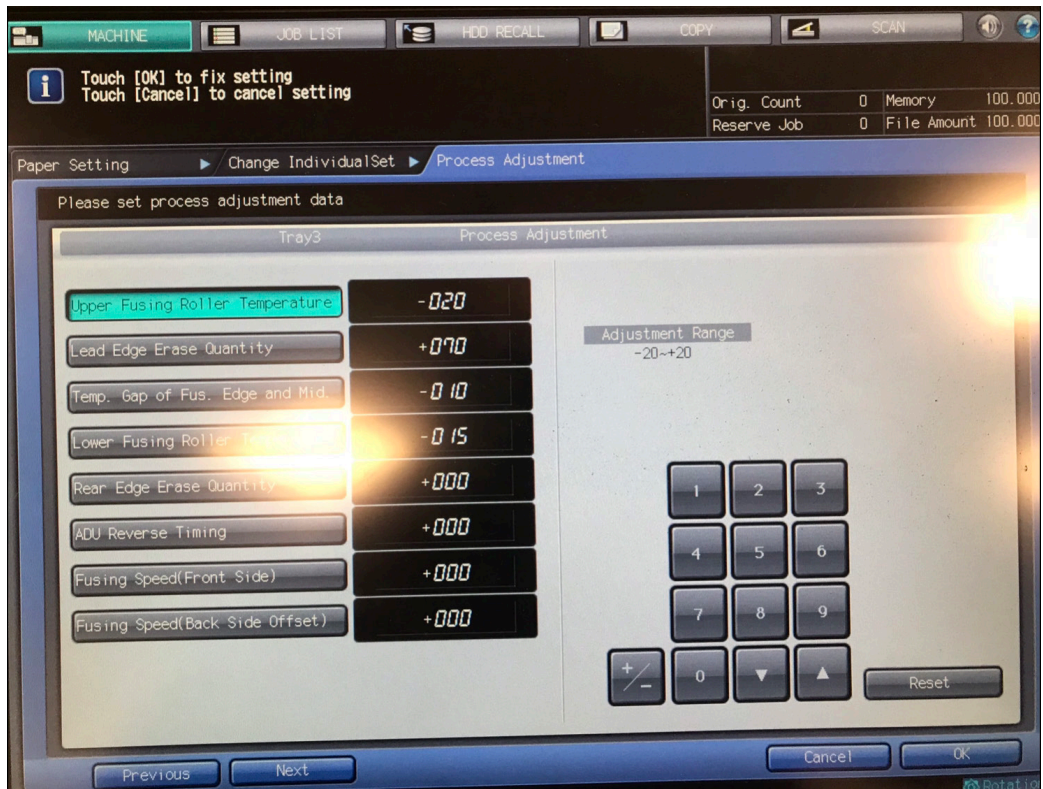 MACHINE JOB LIST HDD RECALL COPY SCAN
Touch [OK] to fix setting
Touch [Cancel] to cancel setting
Orig. Count 0 Memory 100.000
Reserve Job 0 File Amount 100.000
Paper Setting Change IndividualSet Process Adjustment
Please set process adjustment data
Tray3 Process Adjustment
Upper Fusing Roller Temperature -020
Lead Edge Erase Quantity +070
Adjustment Range
-20~+20
Temp. Gap of Fus. Edge and Mid. -010
Lower Fusing Roller -015
Rear Edge Erase Quantity +000
ADU Reverse Timing +000
Fusing Speed(Front Side) +000
Fusing Speed(Back Side Offset) +000
1 2 3
4 5 6
7 8 9
+/- 0 ▼ ▲ Reset
Previous Next Cancel OK
Rotatio